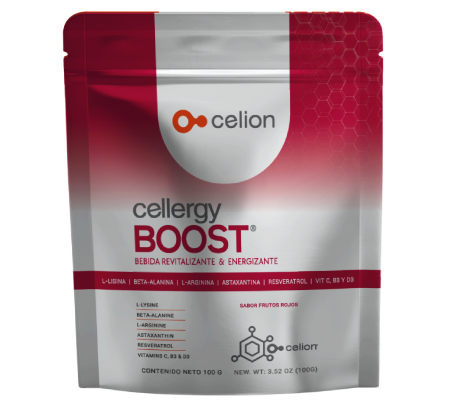 celion
cellergy
BOOST®
BEBIDA REVITALIZANTE & ENERGIZANTE
L-LISINA | BETA-ALANINA | L-ARGININA | ASTAXANTINA | RESVERATROL | VIT C, B3 Y D3
L-LYSINE
BETA-ALANINE
L-ARGININE
ASTAXANTHIN
RESVERATROL
VITAMINS C, B3 & D3
SABOR FRUTOS ROJOS
celion
CONTENIDO NETO 100 G
NEW. WT: 3.52 OZ (100G)